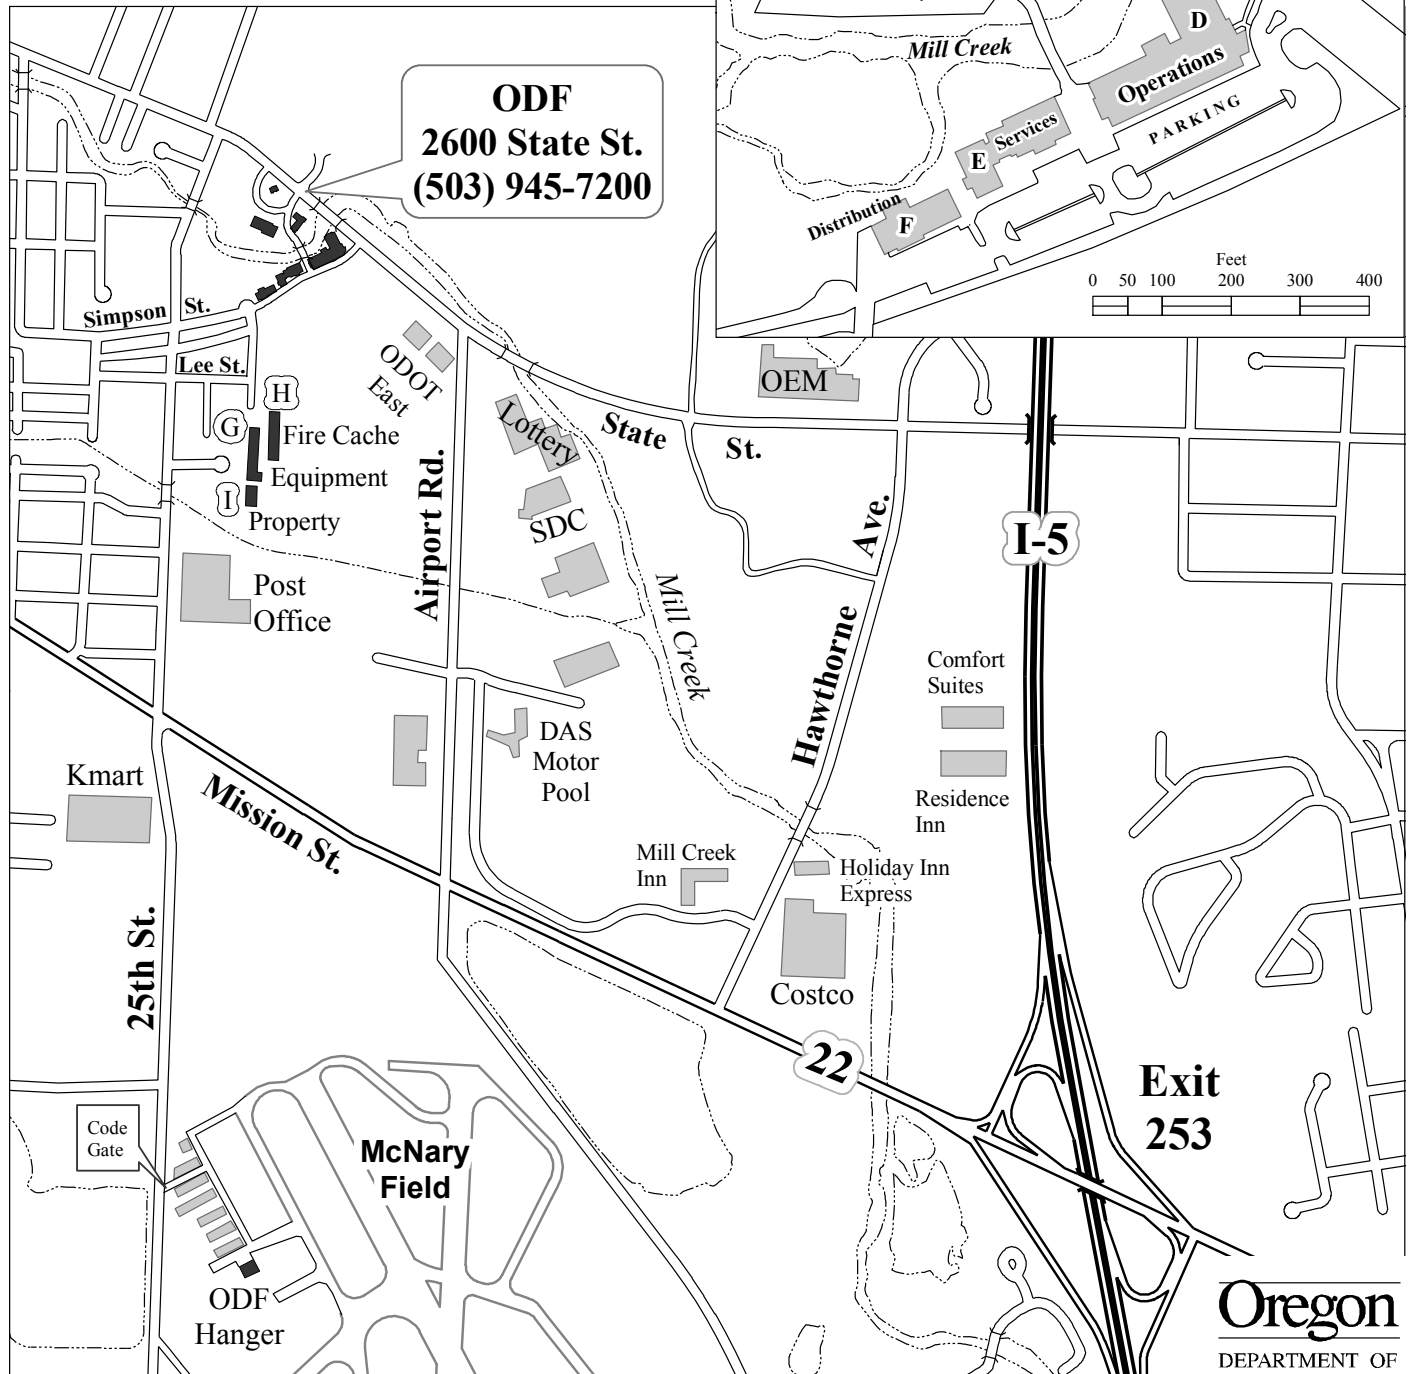 D
Mill Creek
Operations
PARKING
Services
E
Distribution
F
Feet
0 50 100 200 300 400
ODF
2600 State St.
(503) 945-7200
Simpson St.
Lee St.
ODOT
East
OEM
H
G
Fire Cache
Equipment
I
Property
Lottery
State St.
SDC
Airport Rd.
I-5
Post
Office
Mill Creek
Hawthorne Ave.
Comfort
Suites
DAS
Motor
Pool
Residence
Inn
Kmart
Mission St.
Mill Creek
Inn
Holiday Inn
Express
25th St.
Costco
22
Exit
253
Code
Gate
McNary
Field
ODF
Hanger
Oregon
DEPARTMENT OF